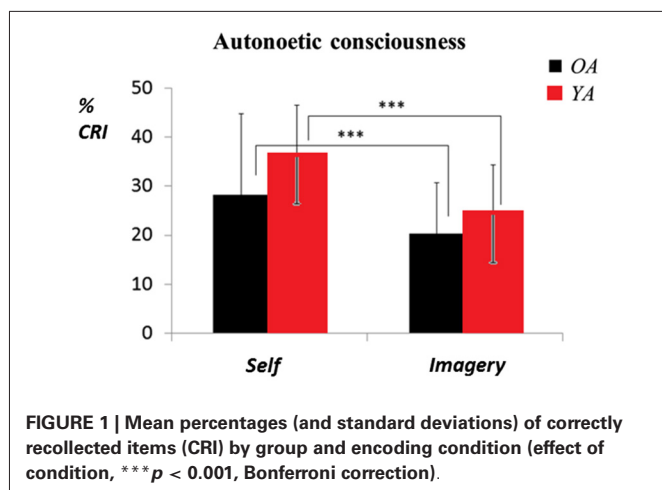 Autonoetic consciousness
OA
YA
%
CRI
50
40
30
20
10
0
***
***
Self
Imagery
FIGURE 1 | Mean percentages (and standard deviations) of correctly
recollected items (CRI) by group and encoding condition (effect of
condition, ***p < 0.001, Bonferroni correction).